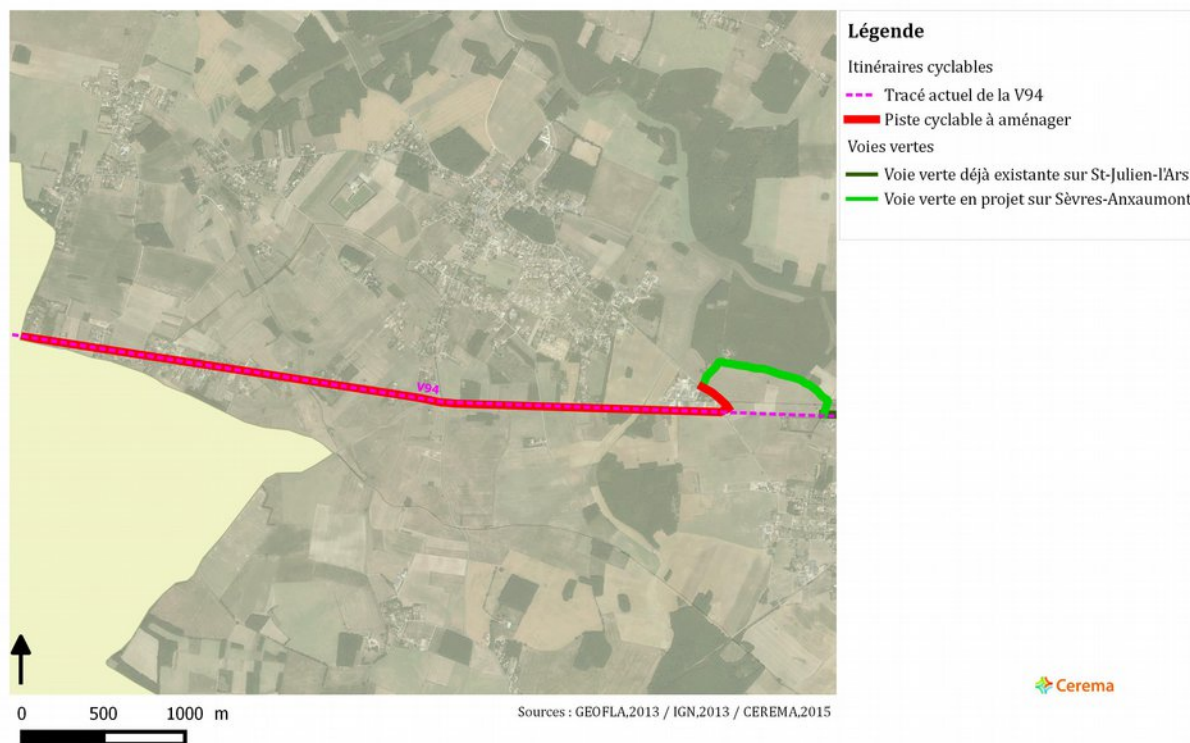 Légende
Itinéraires cyclables
Tracé actuel de la V94
Piste cyclable à aménager
Voies vertes
Voie verte déjà existante sur St-Julien-l'Ars
Voie verte en projet sur Sèvres-Anxaumont
V94
0 500 1000 m
Sources : GEOFLA,2013 / IGN,2013 / CEREMA,2015
Cerema